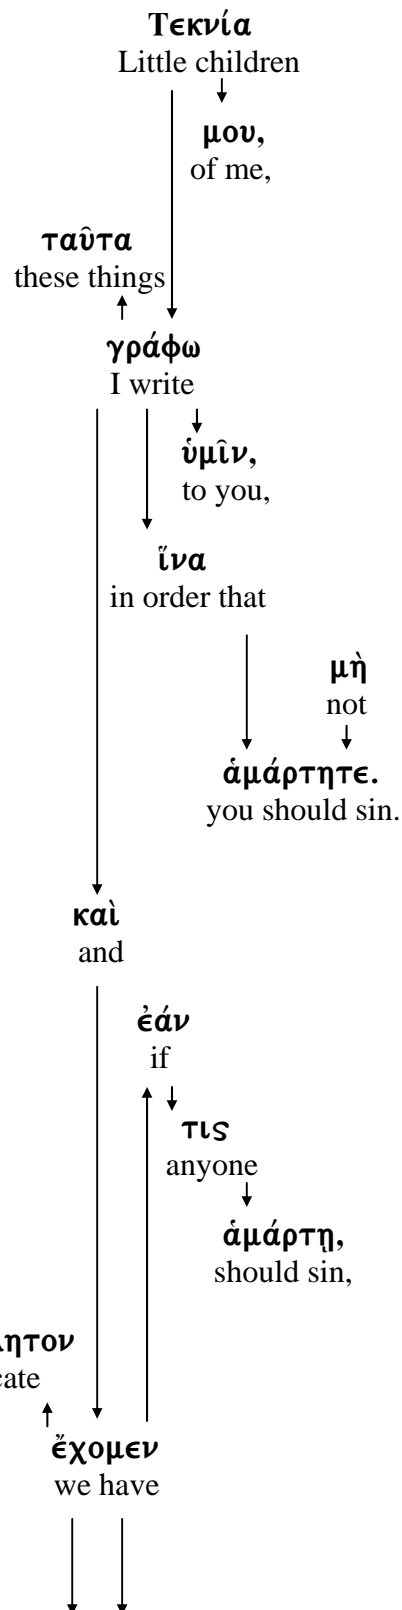 Τεκνία
Little children
μου,
of me,
ταῦτα
these things
γράφω
I write
ὑμῖν,
to you,
ἵνα
in order that
μὴ
not
ἁμάρτητε.
you should sin.
καὶ
and
ἐάν
if
τις
anyone
ἁμάρτῃ,
should sin,
ἔχομεν
we have